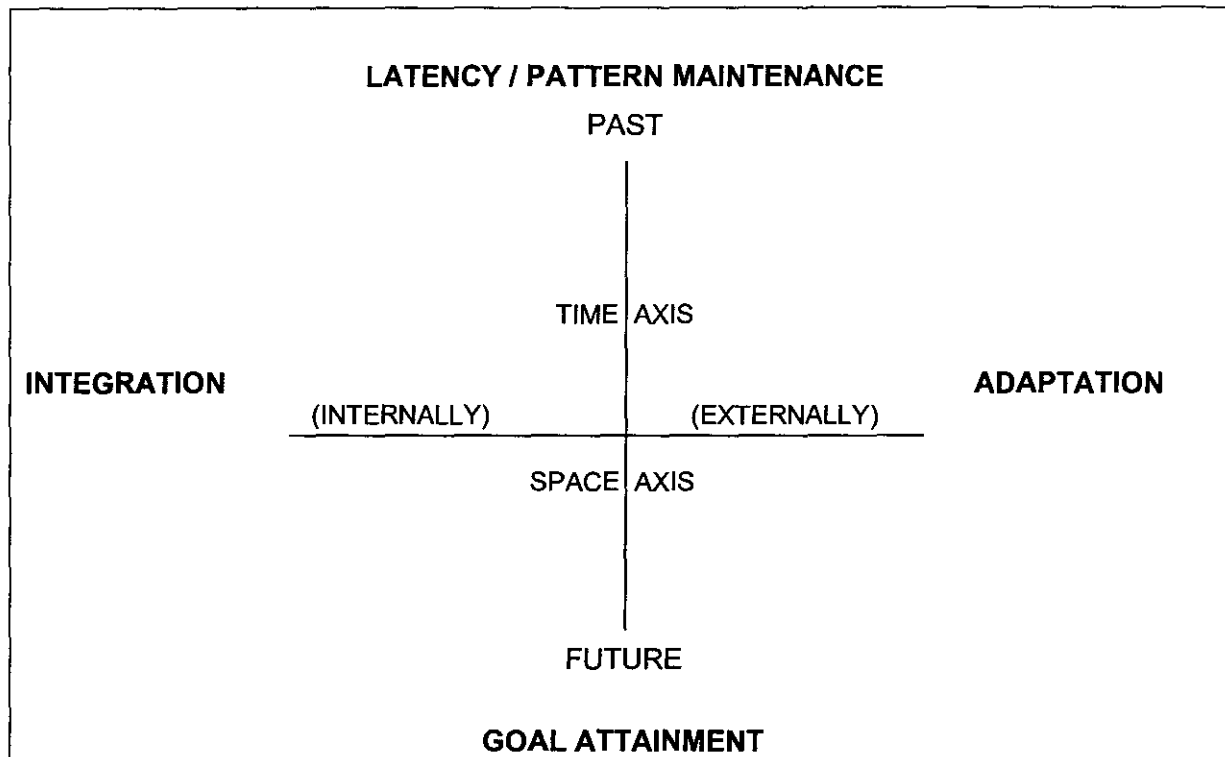 LATENCY / PATTERN MAINTENANCE
PAST
TIME AXIS
INTEGRATION
ADAPTATION
(INTERNALLY)
(EXTERNALLY)
SPACE AXIS
FUTURE
GOAL ATTAINMENT